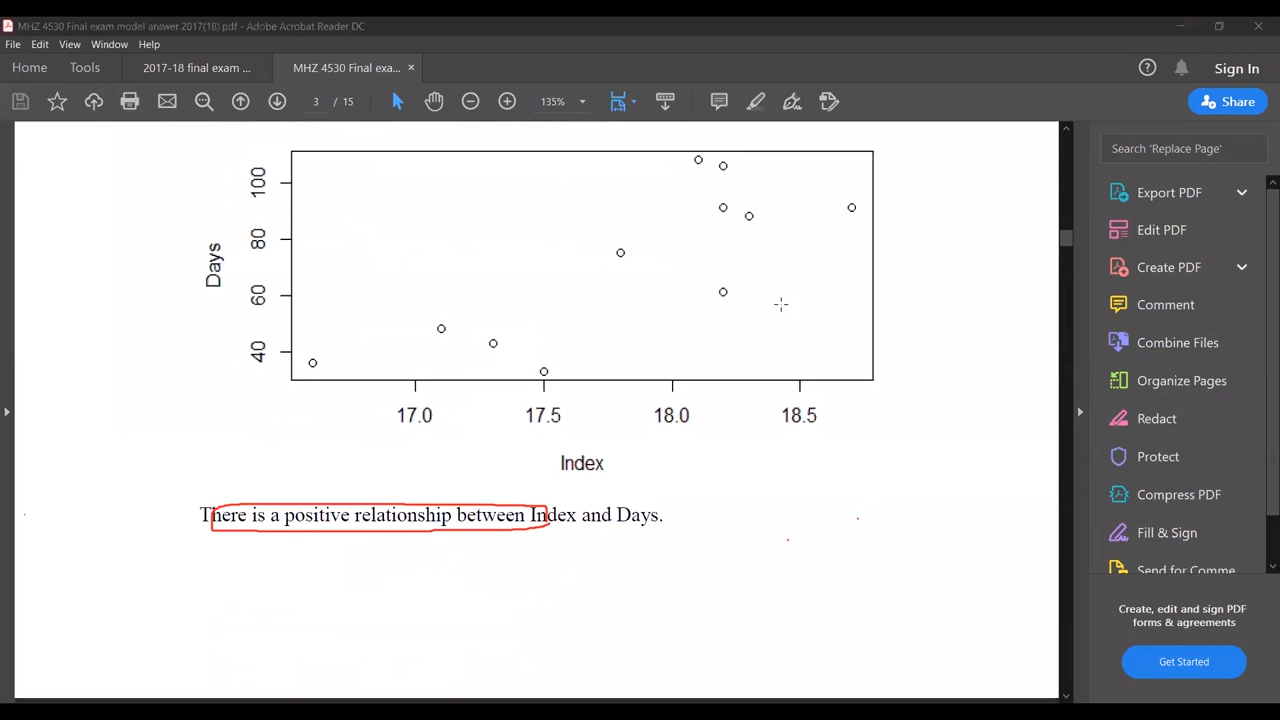 MHZ 4530 Final exam model answer 2017(18).pdf - Adobe Acrobat Reader DC
File Edit View Window Help
Home Tools 2017-18 final exam ... MHZ 4530 Final exa... × Sign In
3 / 15 135% Share
Search 'Replace Page'
Export PDF
Edit PDF
Create PDF
Comment
Combine Files
Organize Pages
Redact
Protect
Compress PDF
Fill & Sign
Send for Comme
Create, edit and sign PDF
forms & agreements
Get Started
Days
100
80
60
40
17.0 17.5 18.0 18.5
Index
There is a positive relationship between Index and Days.